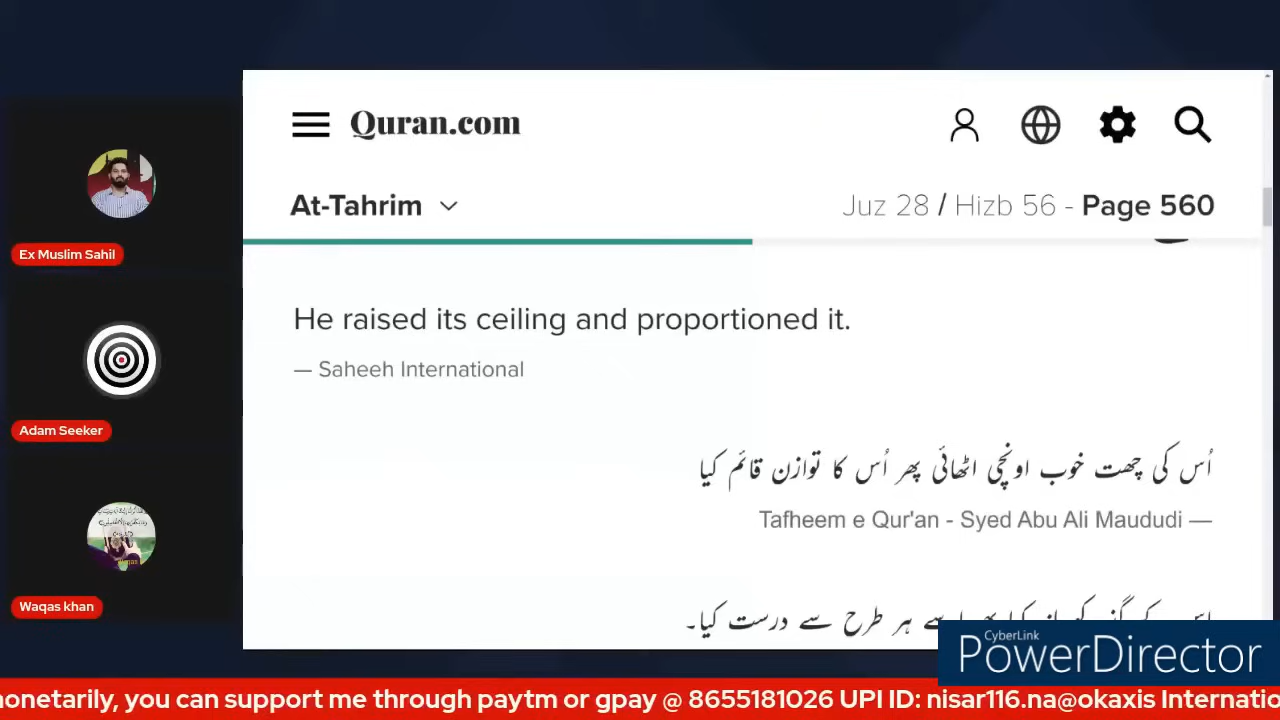 Quran.com
At-Tahrim
Juz 28 / Hizb 56 - Page 560
He raised its ceiling and proportioned it.
— Saheeh International
اُس کی چھت خوب اونچی اٹھائی پھر اُس کا توازن قائم کیا
Tafheem e Qur'an - Syed Abu Ali Maududi —
سے ہر طرح سے درست کیا۔
Ex Muslim Sahil
Adam Seeker
Waqas khan
CyberLink
PowerDirector
monetarily, you can support me through paytm or gpay @ 8655181026 UPI ID: nisar116.na@okaxis Internatio